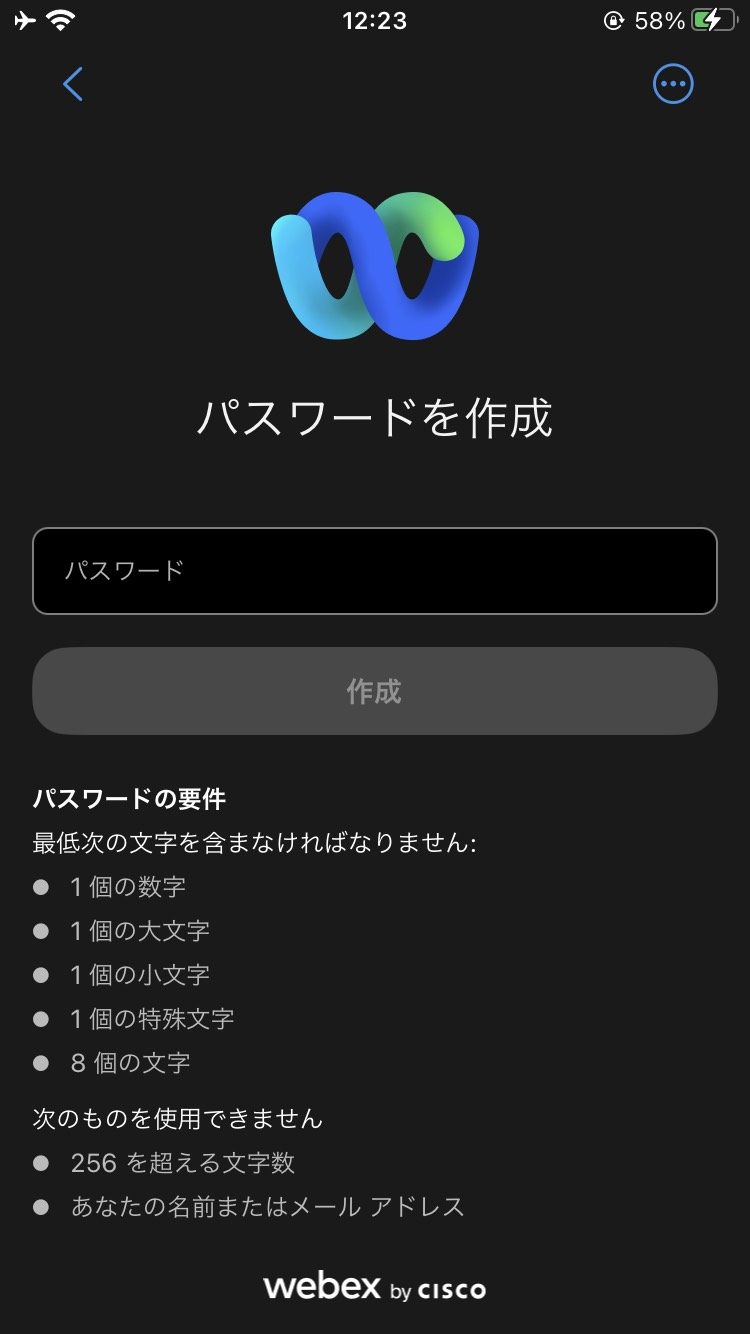 12:23
58%
パスワードを作成
パスワード
作成
パスワードの要件
最低次の文字を含まなければなりません:
1 個の数字
1 個の大文字
1 個の小文字
1 個の特殊文字
8 個の文字
次のものを使用できません
256 を超える文字数
あなたの名前またはメール アドレス
webex by CISCO